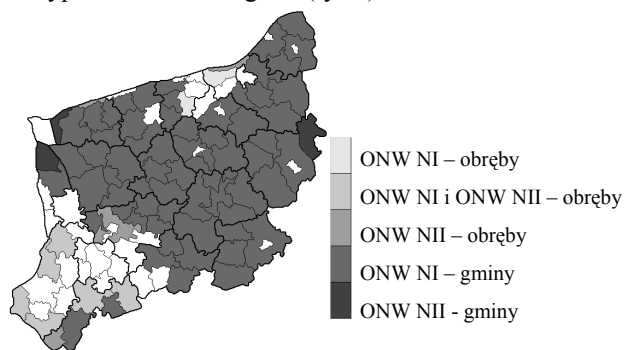 ONW NI – obręby
ONW NI i ONW NII – obręby
ONW NII – obręby
ONW NI – gminy
ONW NII - gminy